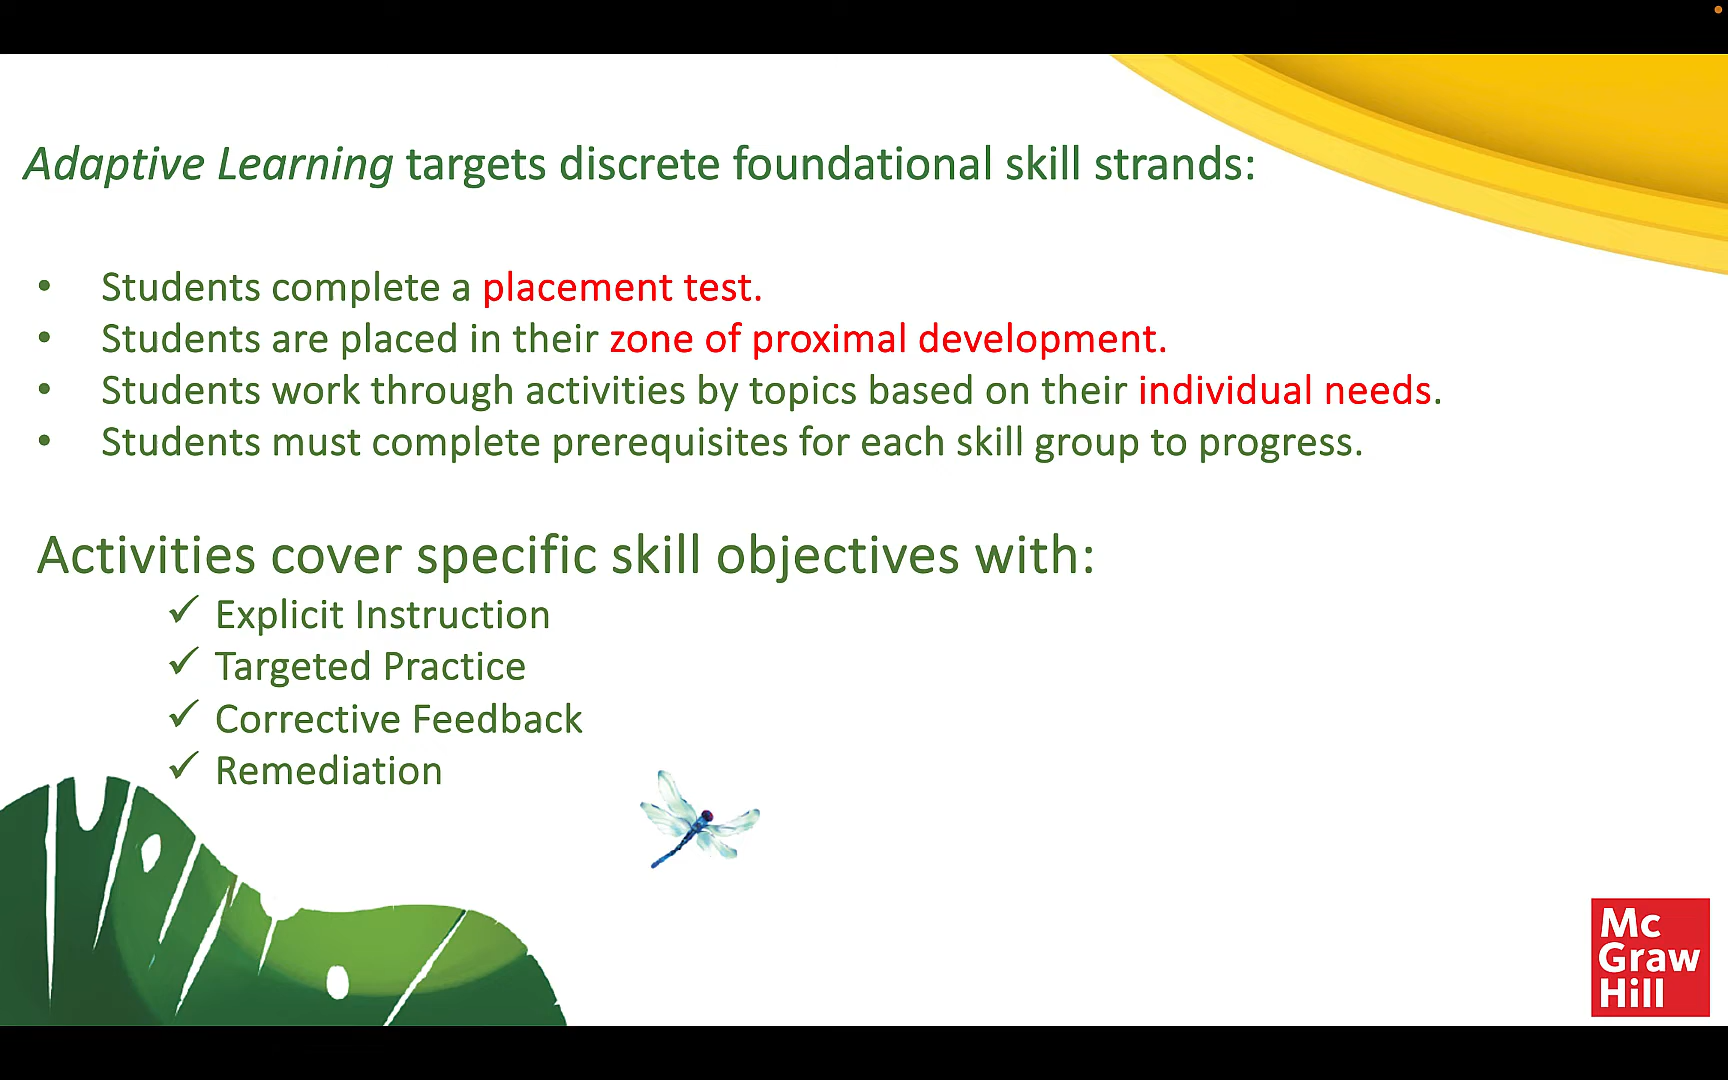 Adaptive Learning targets discrete foundational skill strands:
• Students complete a placement test.
• Students are placed in their zone of proximal development.
• Students work through activities by topics based on their individual needs.
• Students must complete prerequisites for each skill group to progress.
Activities cover specific skill objectives with:
✓ Explicit Instruction
✓ Targeted Practice
✓ Corrective Feedback
✓ Remediation
Mc
Graw
Hill